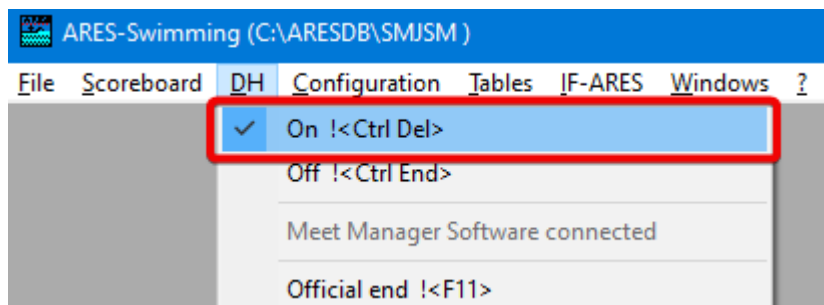 ARES-Swimming (C:\ARESDB\SMJSM )
File Scoreboard DH Configuration Tables IF-ARES Windows ?
On !<Ctrl Del>
Off !<Ctrl End>
Meet Manager Software connected
Official end !<F11>